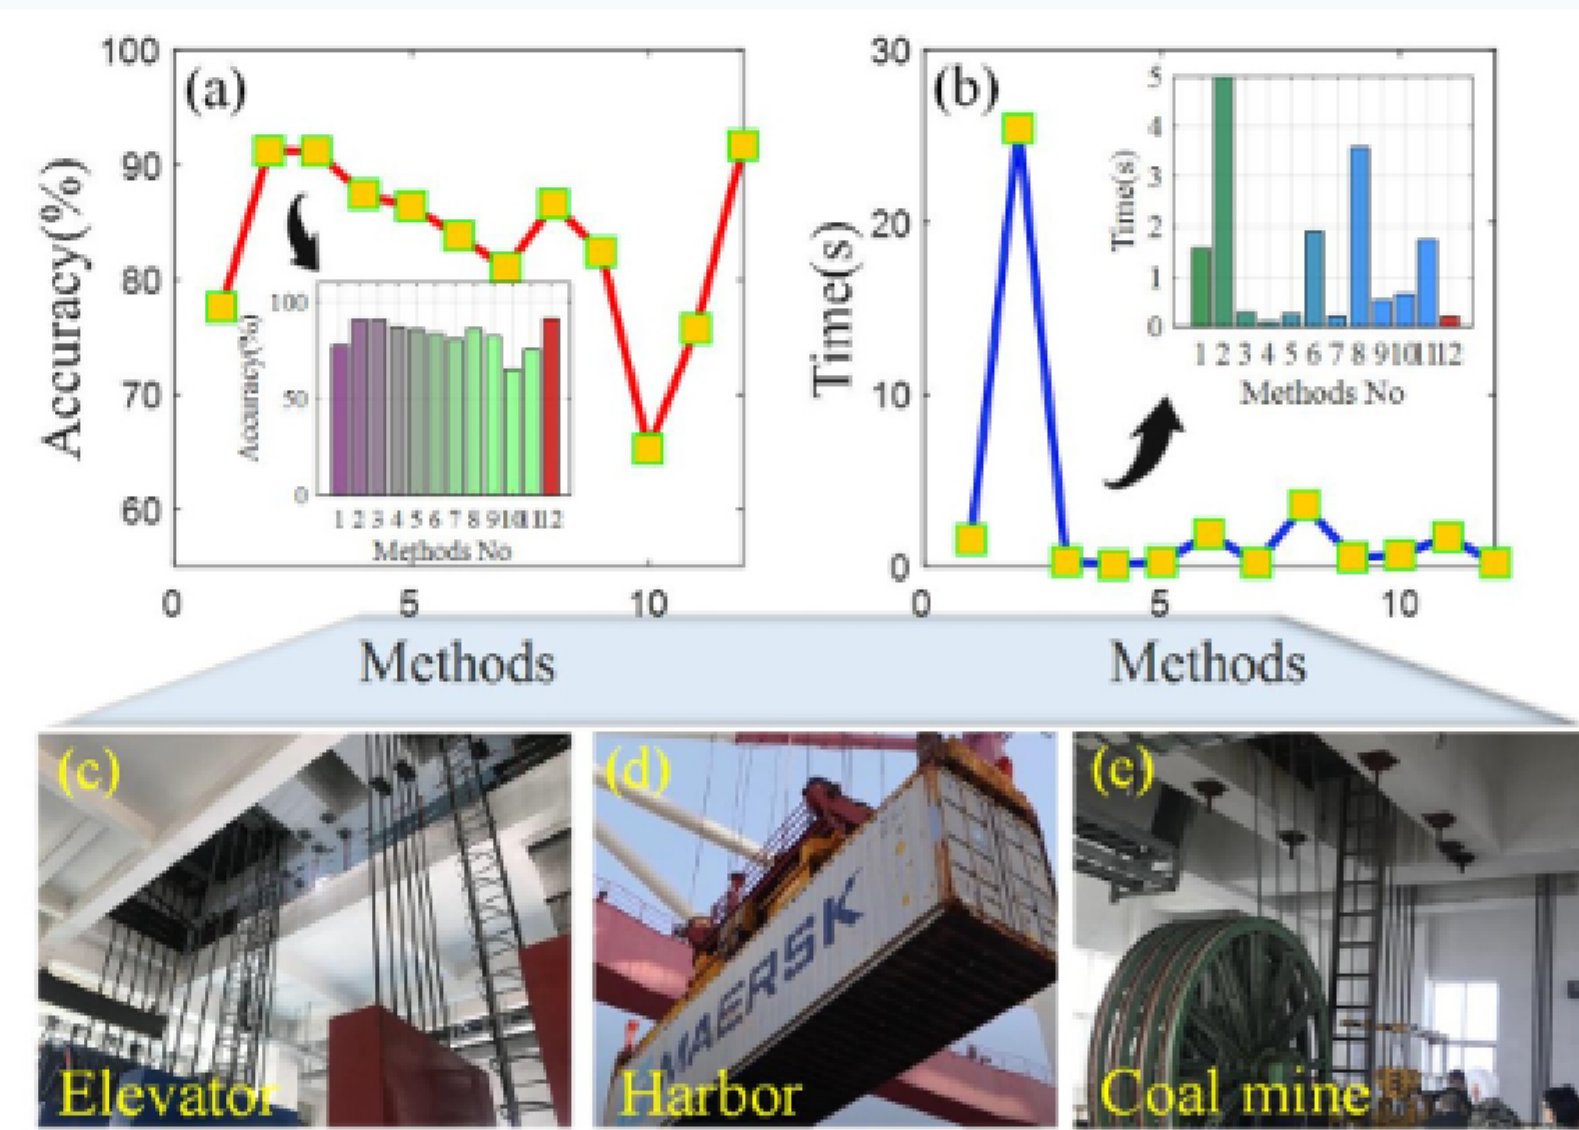 (a)
100
90
80
70
60
0 5 10
Accuracy(%)
Methods
100
50
0
Accuracy(%)
1 2 3 4 5 6 7 8 9 10 11 12
Methods No
(b)
30
20
10
0
0 5 10
Time(s)
Methods
5
4
3
2
1
0
Time(s)
1 2 3 4 5 6 7 8 9 10 11 12
Methods No
(c)
Elevator
(d)
MAERSK
Harbor
(e)
Coal mine